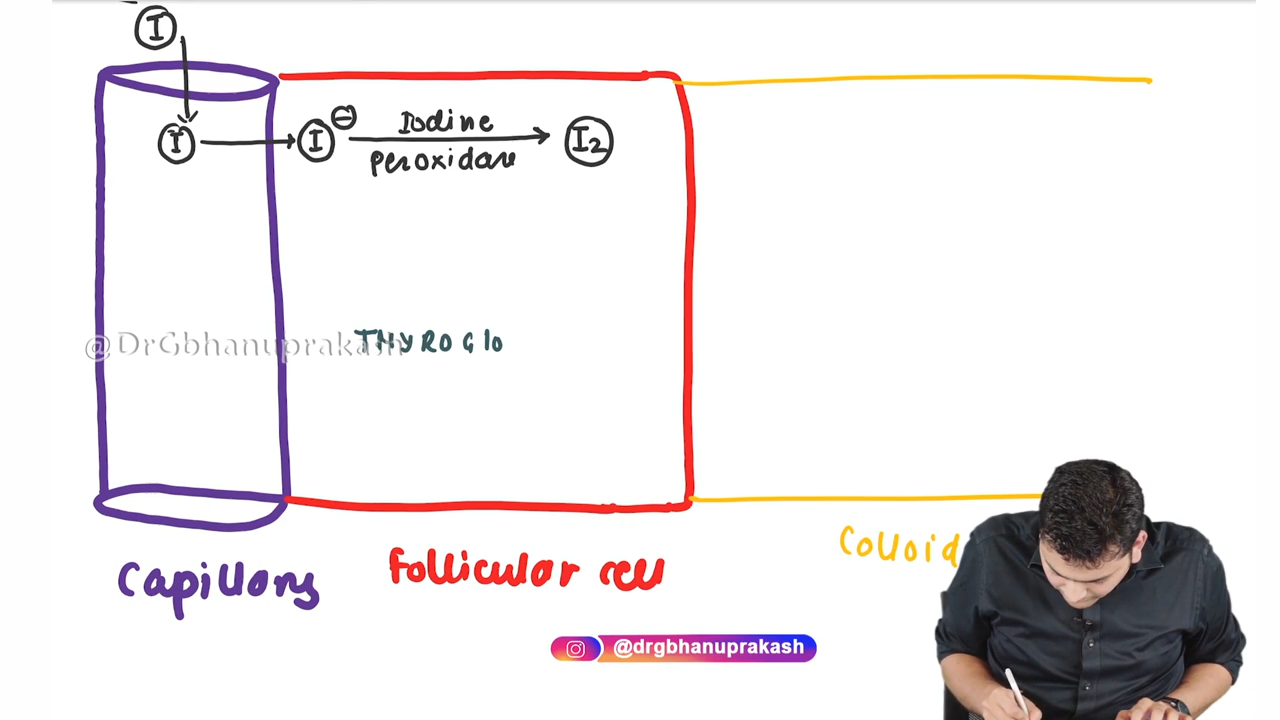 I
I I ⊖ Iodine I2
peroxidase
@DrGbhanuprakash
THYROGlo
Colloid
Capillary Follicular cell
@drgbhanuprakash